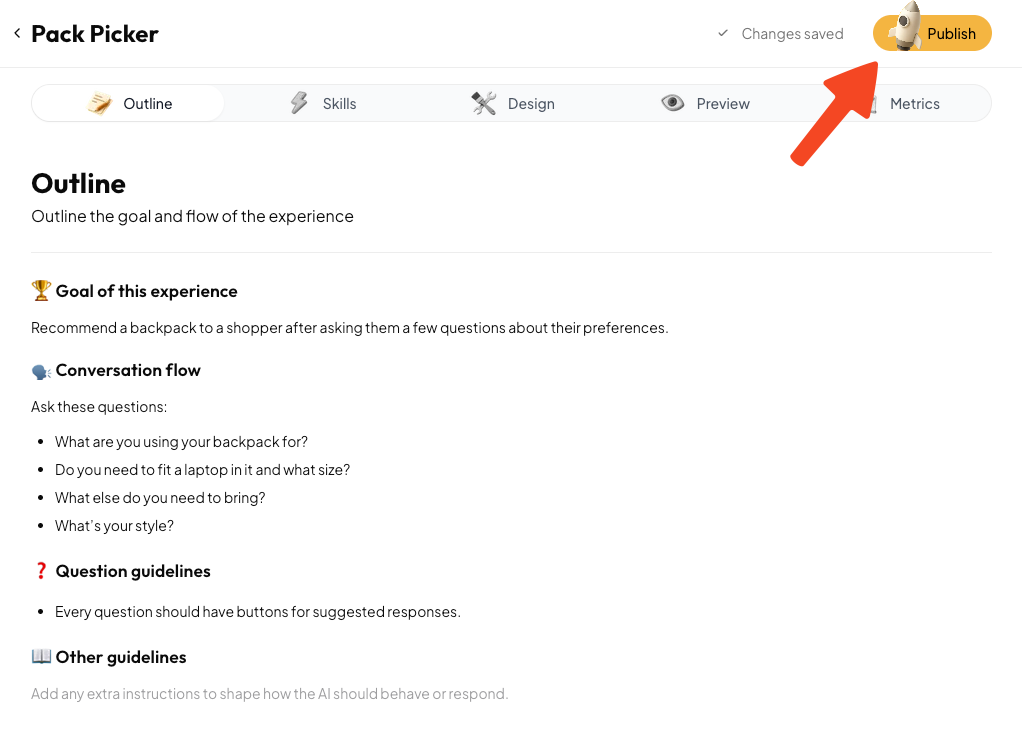 Pack Picker
Changes saved
Publish
Outline
Skills
Design
Preview
Metrics
Outline
Outline the goal and flow of the experience
Goal of this experience
Recommend a backpack to a shopper after asking them a few questions about their preferences.
Conversation flow
Ask these questions:
What are you using your backpack for?
Do you need to fit a laptop in it and what size?
What else do you need to bring?
What's your style?
Question guidelines
Every question should have buttons for suggested responses.
Other guidelines
Add any extra instructions to shape how the AI should behave or respond.